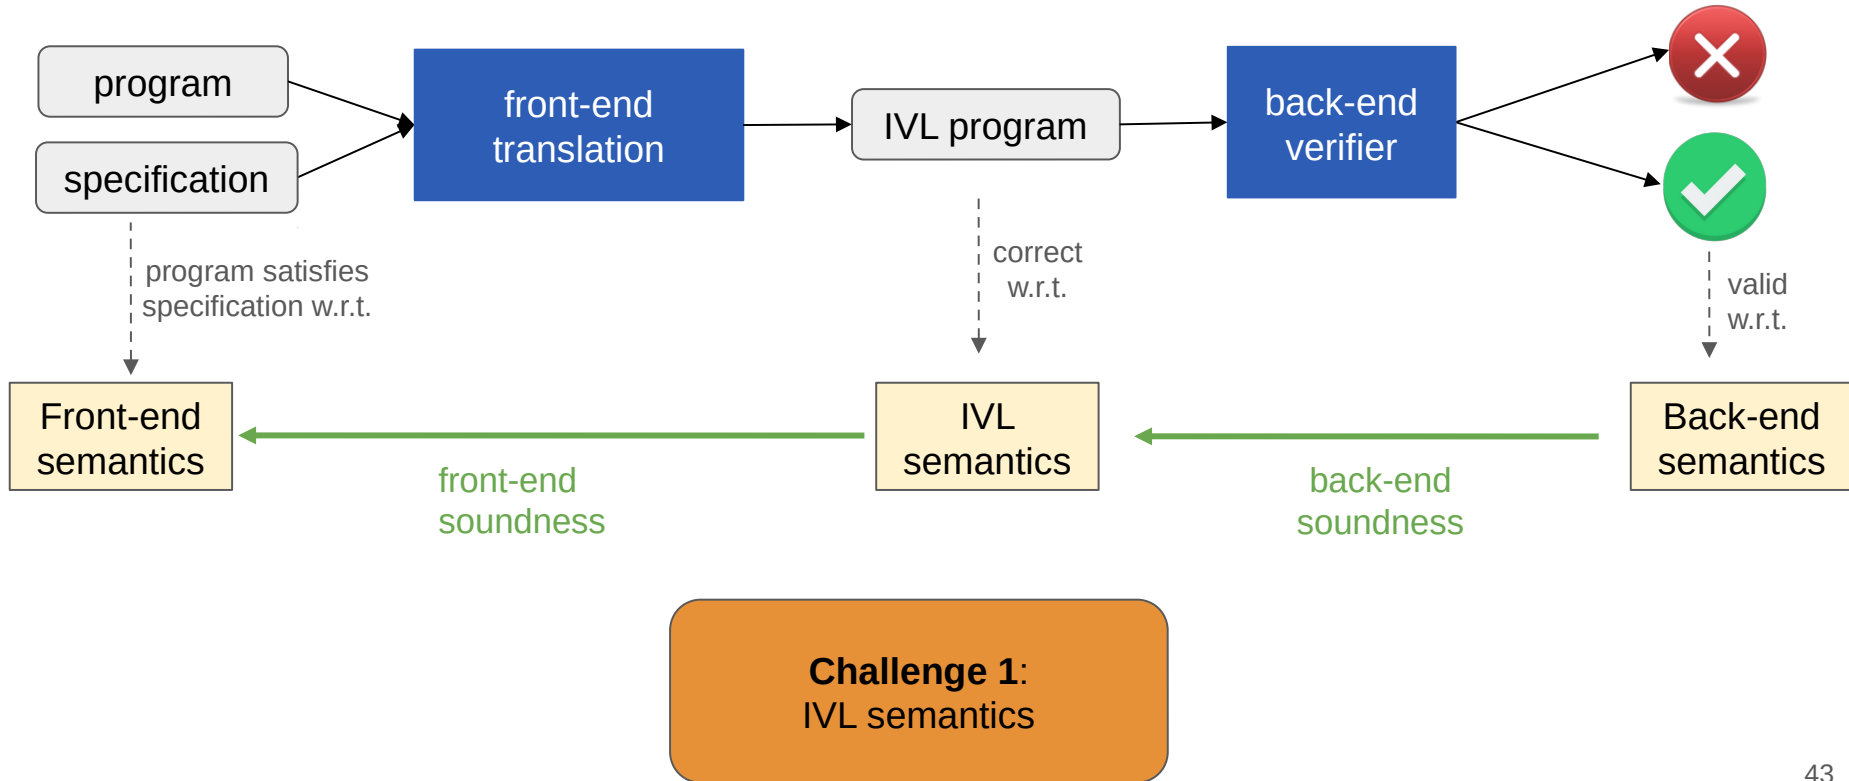 program
specification
front-end
translation
IVL program
back-end
verifier
program satisfies
specification w.r.t.
correct
w.r.t.
valid
w.r.t.
Front-end
semantics
IVL
semantics
Back-end
semantics
front-end
soundness
back-end
soundness
Challenge 1:
IVL semantics
43